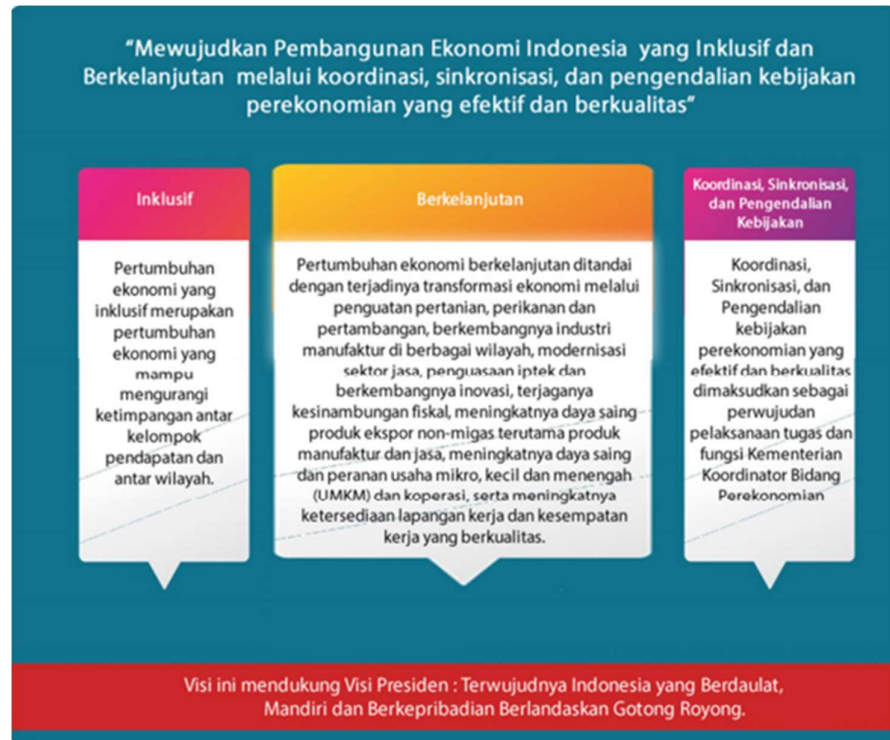 "Mewujudkan Pembangunan Ekonomi Indonesia yang Inklusif dan
Berkelanjutan melalui koordinasi, sinkronisasi, dan pengendalian kebijakan
perekonomian yang efektif dan berkualitas"
Inklusif
Pertumbuhan
ekonomi yang
inklusif merupakan
pertumbuhan
ekonomi yang
mampu
mengurangi
ketimpangan antar
kelompok
pendapatan dan
antar wilayah.
Berkelanjutan
Pertumbuhan ekonomi berkelanjutan ditandai
dengan terjadinya transformasi ekonomi melalui
penguatan pertanian, perikanan dan
pertambangan, berkembangnya industri
manufaktur di berbagai wilayah, modernisasi
sektor jasa, penguasaan iptek dan
berkembangnya inovasi, terjaganya
kesinambungan fiskal, meningkatnya daya saing
produk ekspor non-migas terutama produk
manufaktur dan jasa, meningkatnya daya saing
dan peranan usaha mikro, kecil dan menengah
(UMKM) dan koperasi, serta meningkatnya
ketersediaan lapangan kerja dan kesempatan
kerja yang berkualitas.
Koordinasi, Sinkronisasi,
dan Pengendalian
Kebijakan
Koordinasi,
Sinkronisasi, dan
Pengendalian
kebijakan
perekonomian yang
efektif dan berkualitas
dimaksudkan sebagai
perwujudan
pelaksanaan tugas dan
fungsi Kementerian
Koordinator Bidang
Perekonomian
Visi ini mendukung Visi Presiden : Terwujudnya Indonesia yang Berdaulat,
Mandiri dan Berkepribadian Berlandaskan Gotong Royong.